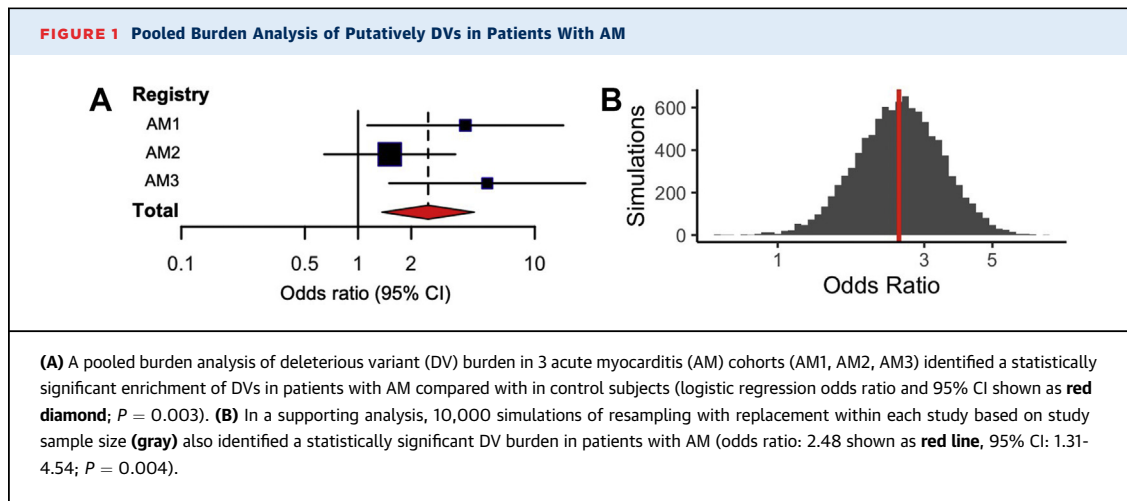 FIGURE 1 Pooled Burden Analysis of Putatively DVs in Patients With AM
A
Registry
AM1
AM2
AM3
Total
0.1 0.5 1 2 10
Odds ratio (95% CI)
B
Simulations
600
400
200
0
1 3 5
Odds Ratio
(A) A pooled burden analysis of deleterious variant (DV) burden in 3 acute myocarditis (AM) cohorts (AM1, AM2, AM3) identified a statistically
significant enrichment of DVs in patients with AM compared with in control subjects (logistic regression odds ratio and 95% CI shown as red
diamond; P = 0.003). (B) In a supporting analysis, 10,000 simulations of resampling with replacement within each study based on study
sample size (gray) also identified a statistically significant DV burden in patients with AM (odds ratio: 2.48 shown as red line, 95% CI: 1.31-
4.54; P = 0.004).